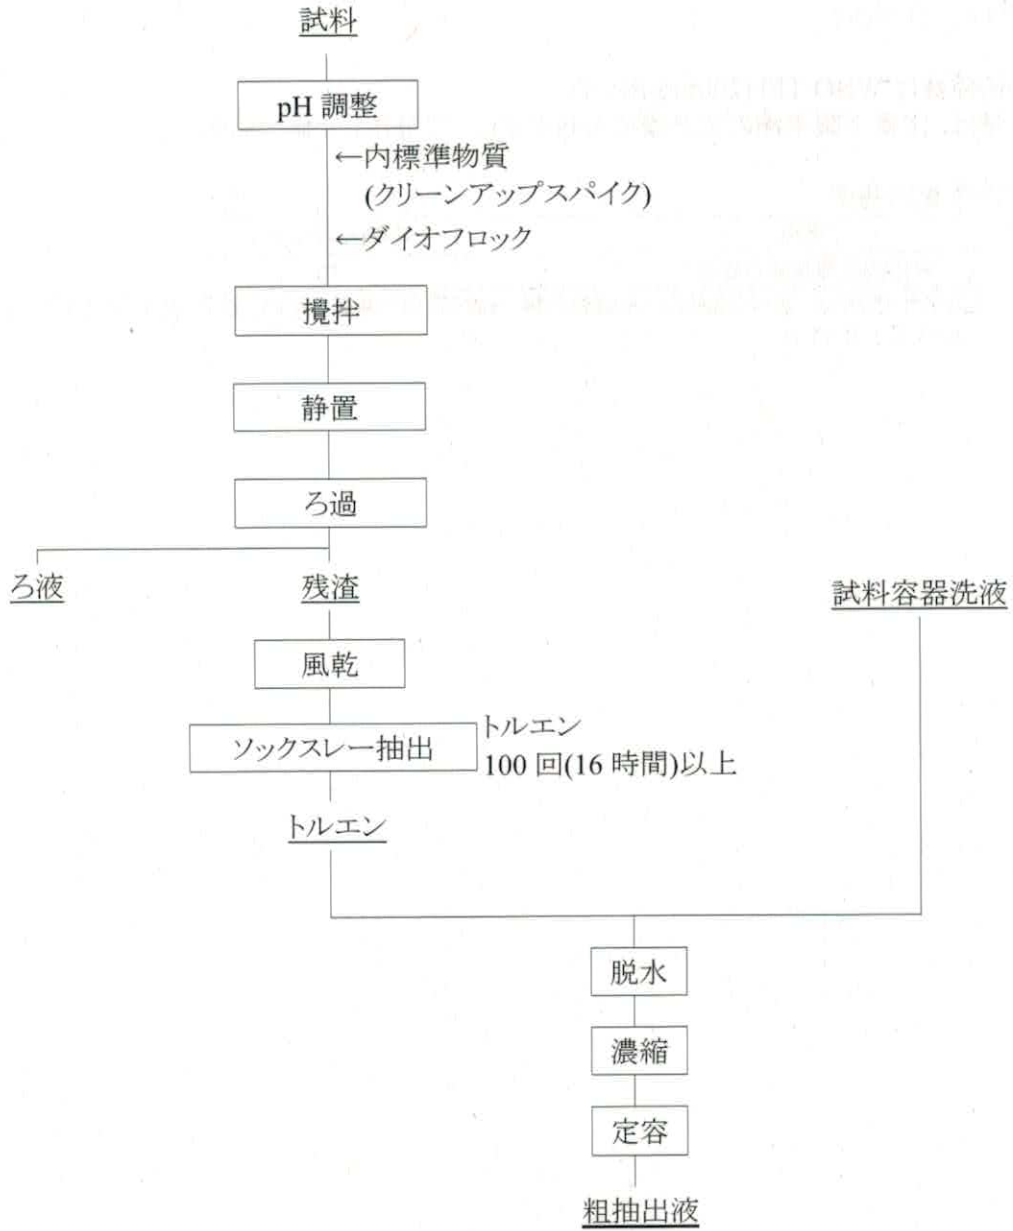 試料
pH 調整
←内標準物質
(クリーンアップスパイク)
←ダイオフロック
攪拌
静置
ろ過
ろ液
残渣
試料容器洗液
風乾
ソックスレー抽出
トルエン
100 回(16 時間)以上
トルエン
脱水
濃縮
定容
粗抽出液